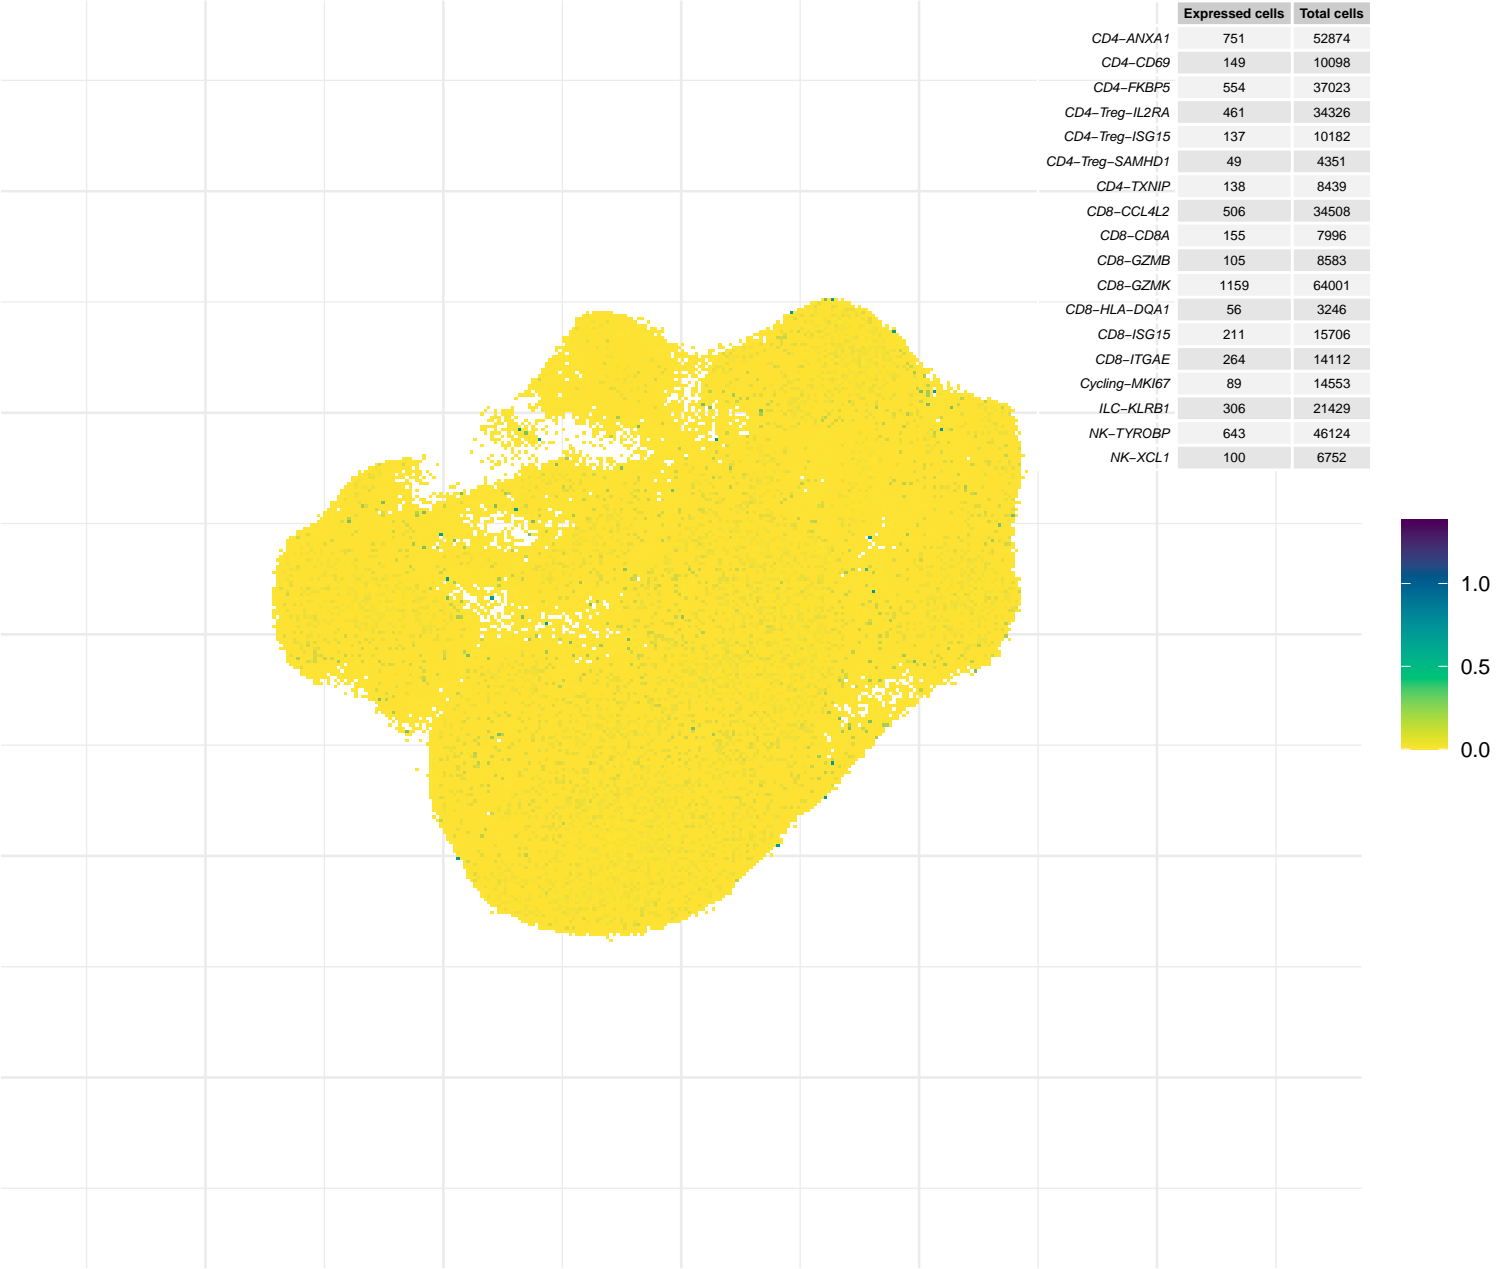 Expressed cells Total cells
CD4−ANXA1 751 52874
CD4−CD69 149 10098
CD4−FKBP5 554 37023
CD4−Treg−IL2RA 461 34326
CD4−Treg−ISG15 137 10182
CD4−Treg−SAMHD1 49 4351
CD4−TXNIP 138 8439
CD8−CCL4L2 506 34508
CD8−CD8A 155 7996
CD8−GZMB 105 8583
CD8−GZMK 1159 64001
CD8−HLA−DQA1 56 3246
CD8−ISG15 211 15706
CD8−ITGAE 264 14112
Cycling−MKI67 89 14553
ILC−KLRB1 306 21429
NK−TYROBP 643 46124
NK−XCL1 100 6752
1.0
0.5
0.0